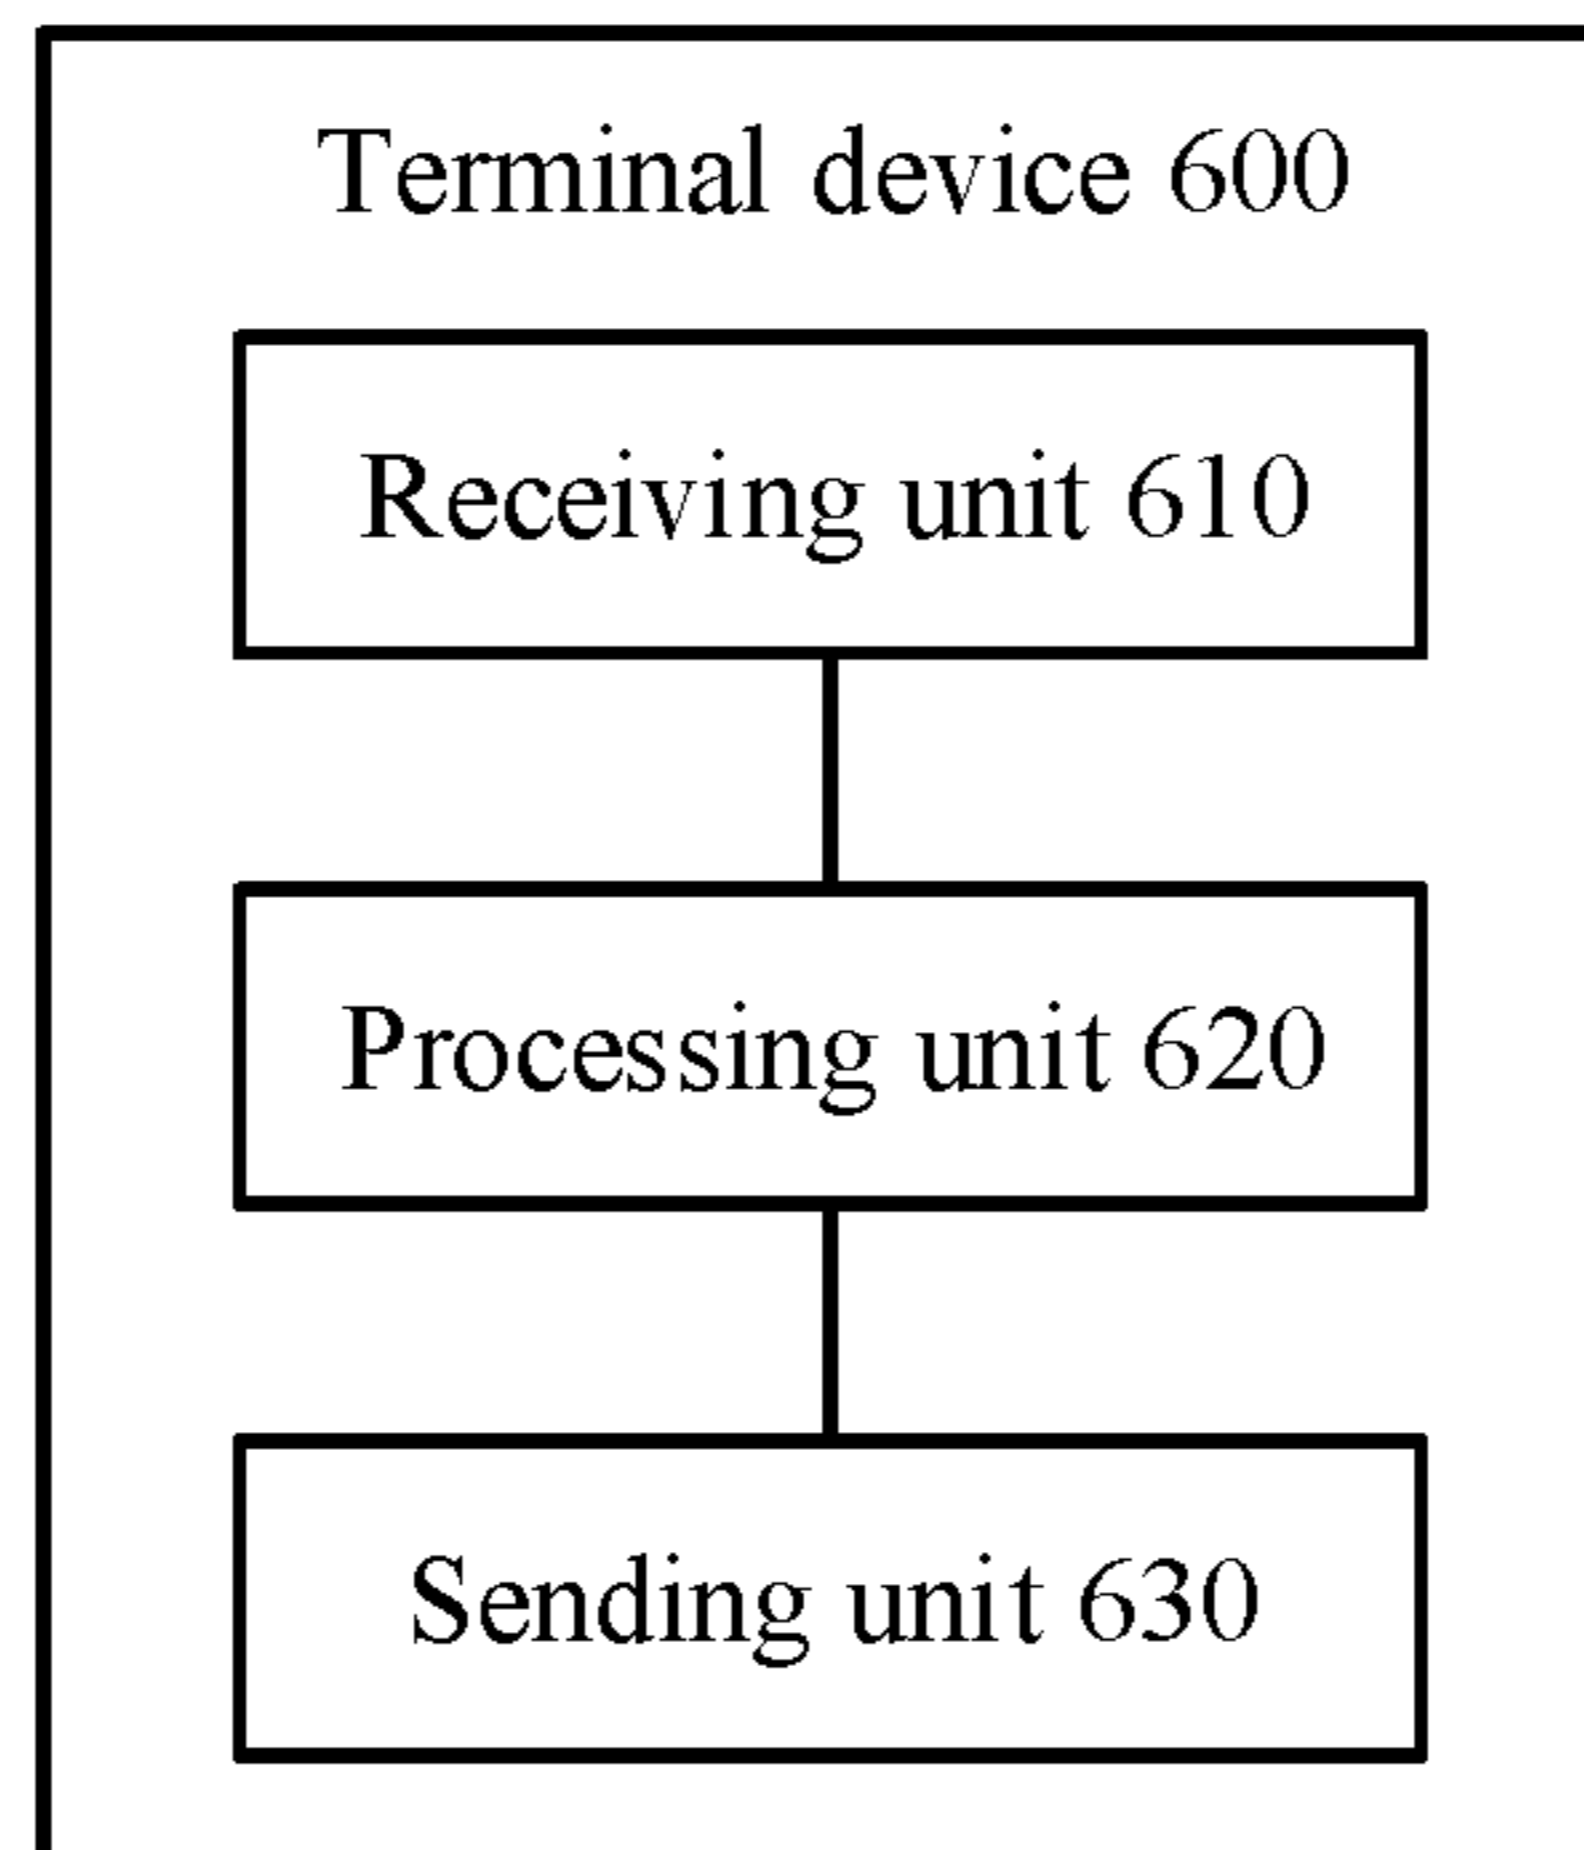 Terminal device 600
Receiving unit 610
Processing unit 620
Sending unit 630